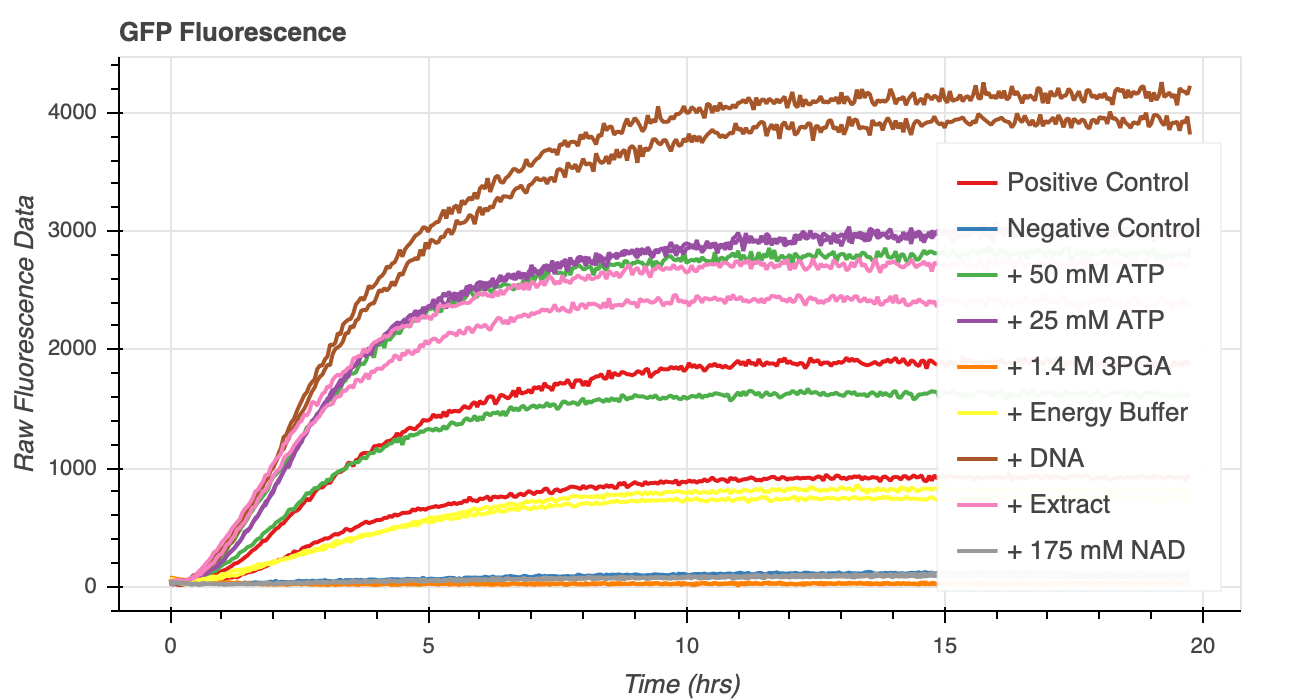 GFP Fluorescence
Raw Fluorescence Data
4000
3000
2000
1000
0
Positive Control
Negative Control
+ 50 mM ATP
+ 25 mM ATP
+ 1.4 M 3PGA
+ Energy Buffer
+ DNA
+ Extract
+ 175 mM NAD
0 5 10 15 20
Time (hrs)